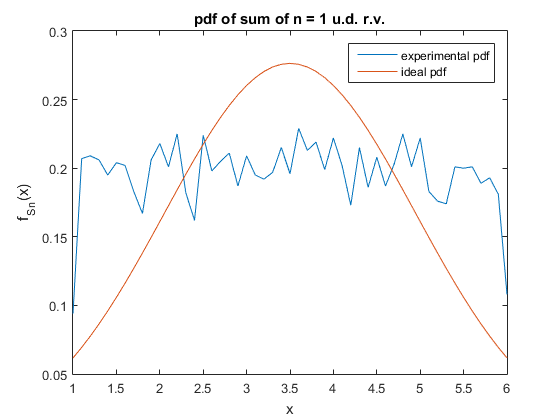 pdf of sum of n = 1 u.d. r.v.
experimental pdf
ideal pdf
0.3
0.25
0.2
0.15
0.1
0.05
f_Sn(x)
1 1.5 2 2.5 3 3.5 4 4.5 5 5.5 6
x